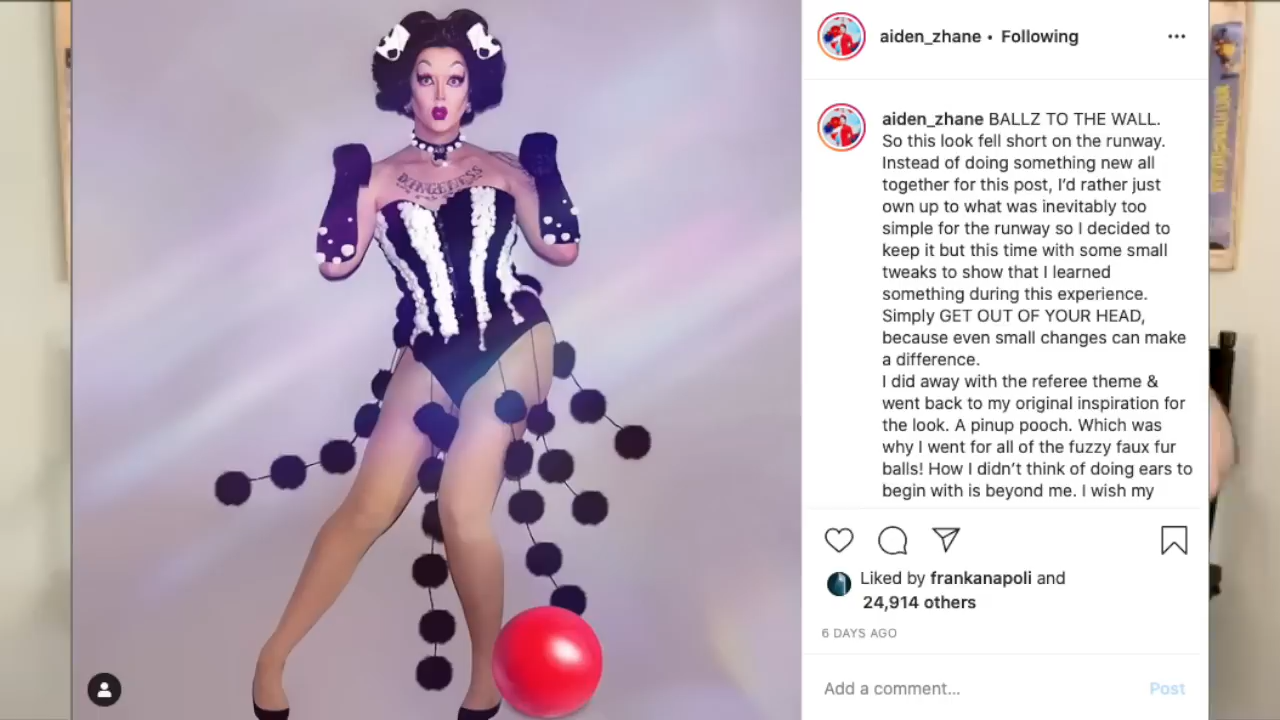 aiden_zhane • Following
aiden_zhane BALLZ TO THE WALL.
So this look fell short on the runway.
Instead of doing something new all
together for this post, I'd rather just
own up to what was inevitably too
simple for the runway so I decided to
keep it but this time with some small
tweaks to show that I learned
something during this experience.
Simply GET OUT OF YOUR HEAD,
because even small changes can make
a difference.
I did away with the referee theme &
went back to my original inspiration for
the look. A pinup pooch. Which was
why I went for all of the fuzzy faux fur
balls! How I didn't think of doing ears to
begin with is beyond me. I wish my
Liked by frankanapoli and
24,914 others
6 DAYS AGO
Add a comment...
Post